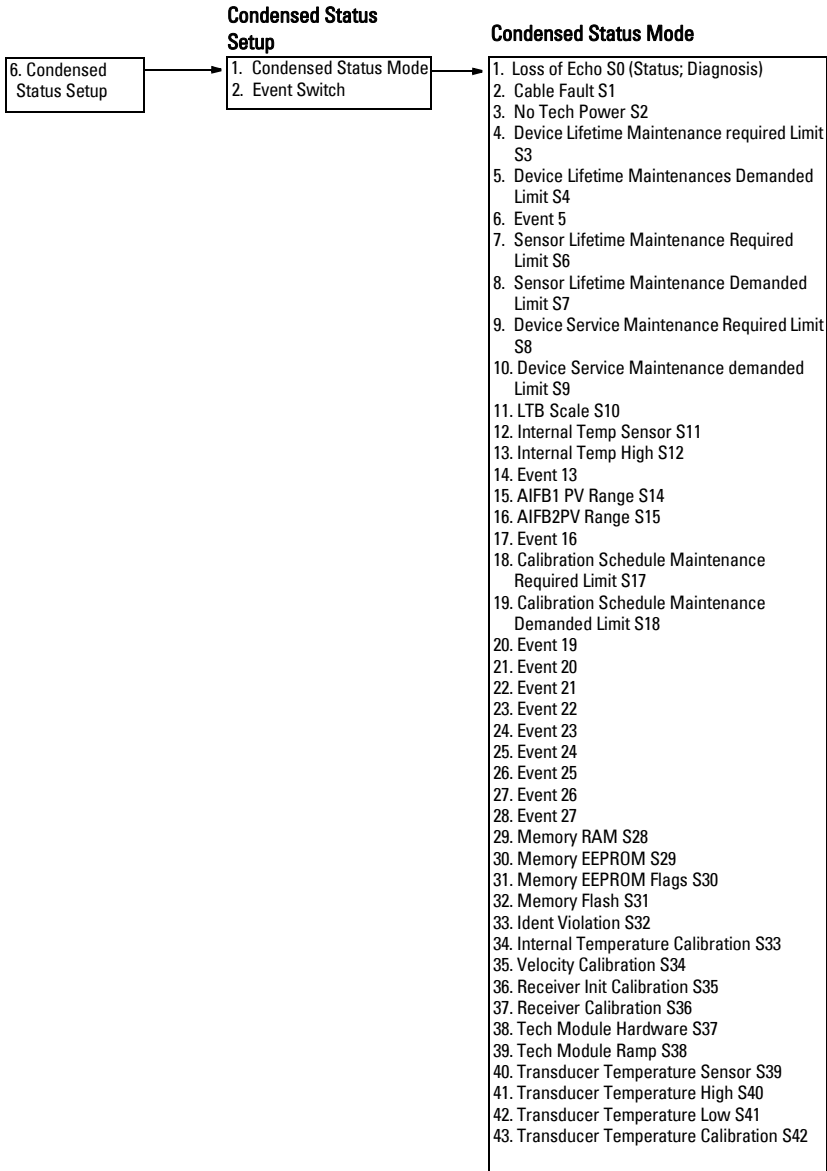 Condensed Status
Setup
Condensed Status Mode
6. Condensed
Status Setup
1. Condensed Status Mode
2. Event Switch
1. Loss of Echo S0 (Status; Diagnosis)
2. Cable Fault S1
3. No Tech Power S2
4. Device Lifetime Maintenance required Limit
S3
5. Device Lifetime Maintenances Demanded
Limit S4
6. Event 5
7. Sensor Lifetime Maintenance Required
Limit S6
8. Sensor Lifetime Maintenance Demanded
Limit S7
9. Device Service Maintenance Required Limit
S8
10. Device Service Maintenance demanded
Limit S9
11. LTB Scale S10
12. Internal Temp Sensor S11
13. Internal Temp High S12
14. Event 13
15. AIFB1 PV Range S14
16. AIFB2PV Range S15
17. Event 16
18. Calibration Schedule Maintenance
Required Limit S17
19. Calibration Schedule Maintenance
Demanded Limit S18
20. Event 19
21. Event 20
22. Event 21
23. Event 22
24. Event 23
25. Event 24
26. Event 25
27. Event 26
28. Event 27
29. Memory RAM S28
30. Memory EEPROM S29
31. Memory EEPROM Flags S30
32. Memory Flash S31
33. Ident Violation S32
34. Internal Temperature Calibration S33
35. Velocity Calibration S34
36. Receiver Init Calibration S35
37. Receiver Calibration S36
38. Tech Module Hardware S37
39. Tech Module Ramp S38
40. Transducer Temperature Sensor S39
41. Transducer Temperature High S40
42. Transducer Temperature Low S41
43. Transducer Temperature Calibration S42